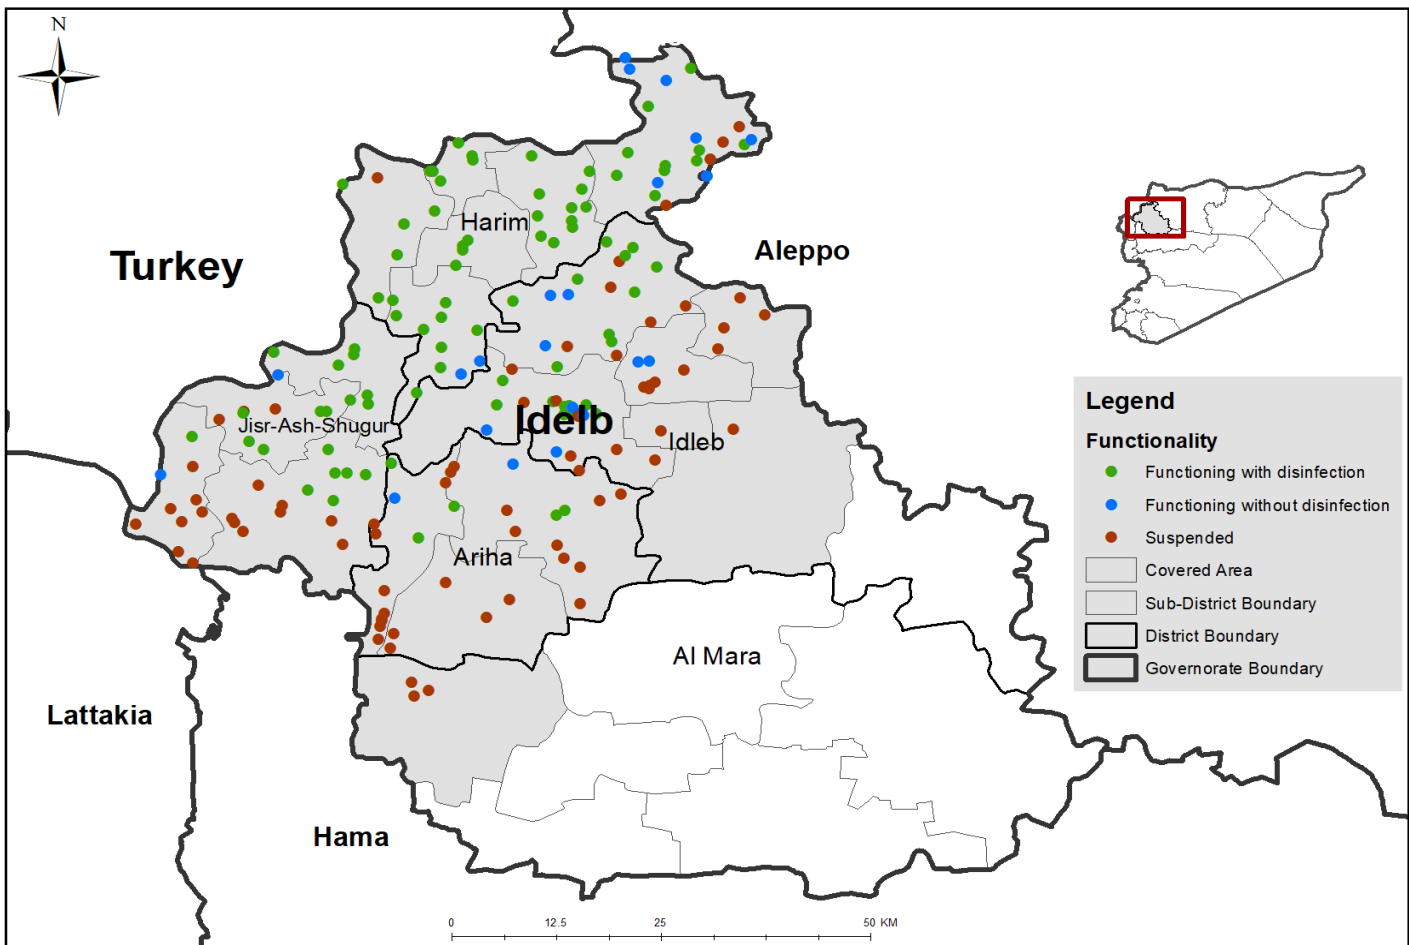 N
Turkey
Harim
Aleppo
Jisr-Ash-Shugur
Idelb
Idleb
Ariha
Al Mara
Lattakia
Hama
Legend
Functionality
Functioning with disinfection
Functioning without disinfection
Suspended
Covered Area
Sub-District Boundary
District Boundary
Governorate Boundary
0 12.5 25 50 KM